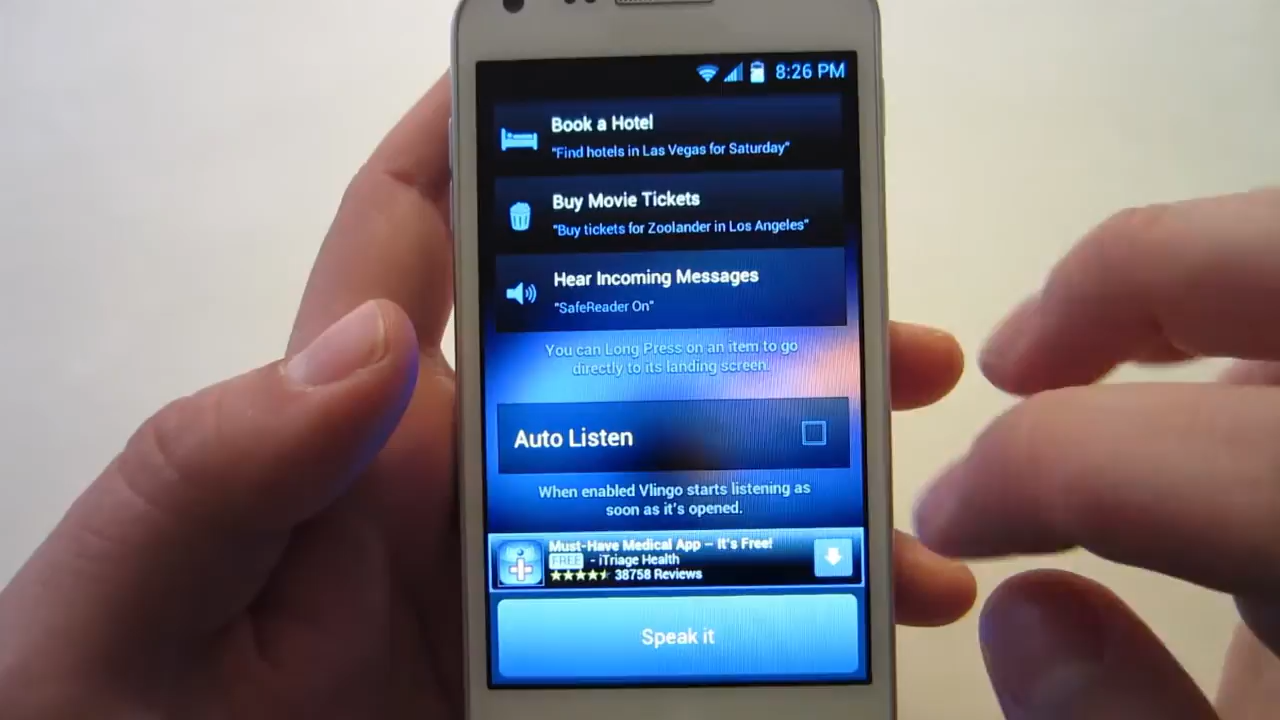 8:26 PM
Book a Hotel
"Find hotels in Las Vegas for Saturday"
Buy Movie Tickets
"Buy tickets for Zoolander in Los Angeles"
Hear Incoming Messages
"SafeReader On"
You can Long Press on an item to go
directly to its landing screen.
Auto Listen
When enabled Vlingo starts listening as
soon as it's opened.
Must-Have Medical App – It's Free!
FREE - iTriage Health
38758 Reviews
Speak it